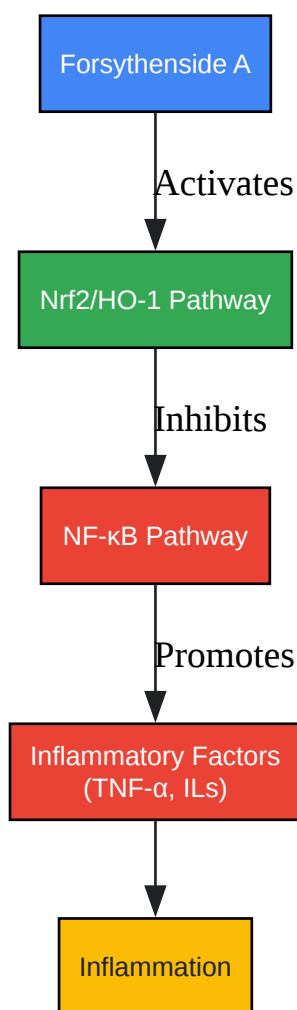 Forsythenside A
Activates
Nrf2/HO-1 Pathway
Inhibits
NF-κB Pathway
Promotes
Inflammatory Factors
(TNF-α, ILs)
Inflammation